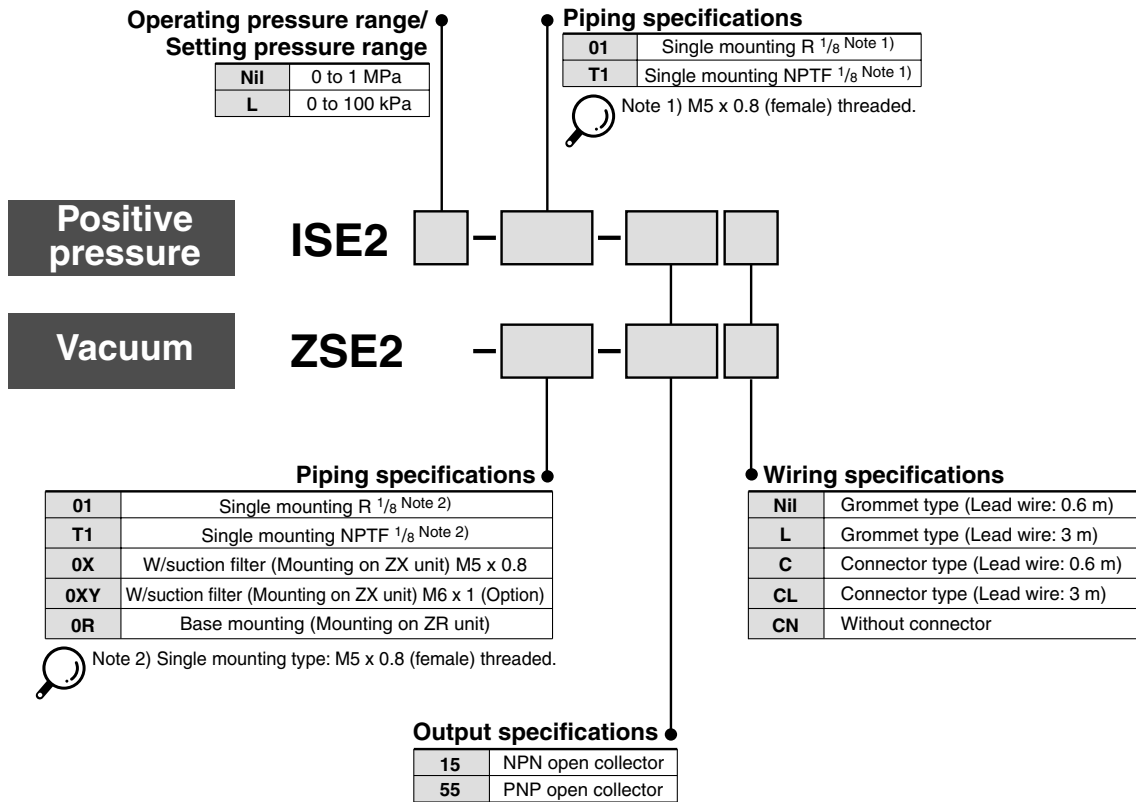 Operating pressure range/
Setting pressure range
Nil 0 to 1 MPa
L 0 to 100 kPa
Piping specifications
01 Single mounting R 1/8 Note 1)
T1 Single mounting NPTF 1/8 Note 1)
Note 1) M5 x 0.8 (female) threaded.
Positive
pressure
ISE2 - -
Vacuum
ZSE2 - -
Piping specifications
01 Single mounting R 1/8 Note 2)
T1 Single mounting NPTF 1/8 Note 2)
0X W/suction filter (Mounting on ZX unit) M5 x 0.8
0XY W/suction filter (Mounting on ZX unit) M6 x 1 (Option)
0R Base mounting (Mounting on ZR unit)
Note 2) Single mounting type: M5 x 0.8 (female) threaded.
Wiring specifications
Nil Grommet type (Lead wire: 0.6 m)
L Grommet type (Lead wire: 3 m)
C Connector type (Lead wire: 0.6 m)
CL Connector type (Lead wire: 3 m)
CN Without connector
Output specifications
15 NPN open collector
55 PNP open collector